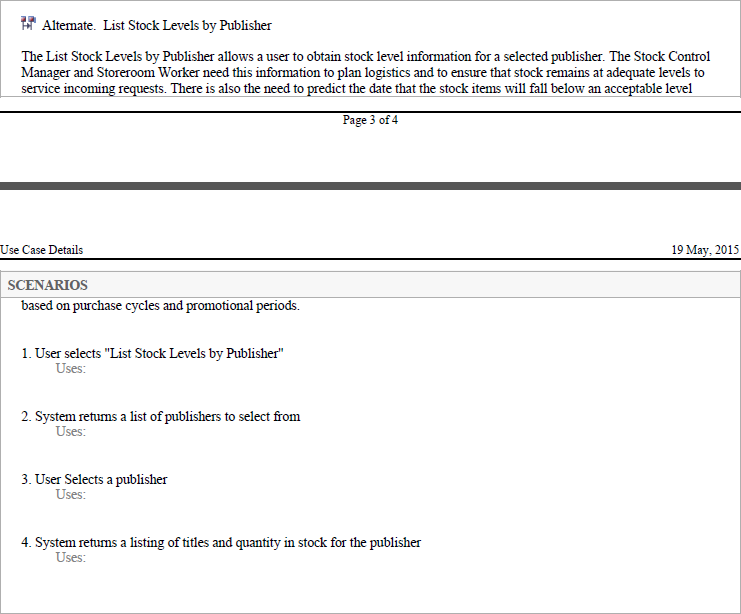 Alternate.  List Stock Levels by Publisher
The List Stock Levels by Publisher allows a user to obtain stock level information for a selected publisher. The Stock Control
Manager and Storeroom Worker need this information to plan logistics and to ensure that stock remains at adequate levels to
service incoming requests. There is also the need to predict the date that the stock items will fall below an acceptable level
Page 3 of 4
Use Case Details
19 May, 2015
SCENARIOS
based on purchase cycles and promotional periods.
1. User selects "List Stock Levels by Publisher"
Uses:
2. System returns a list of publishers to select from
Uses:
3. User Selects a publisher
Uses:
4. System returns a listing of titles and quantity in stock for the publisher
Uses: